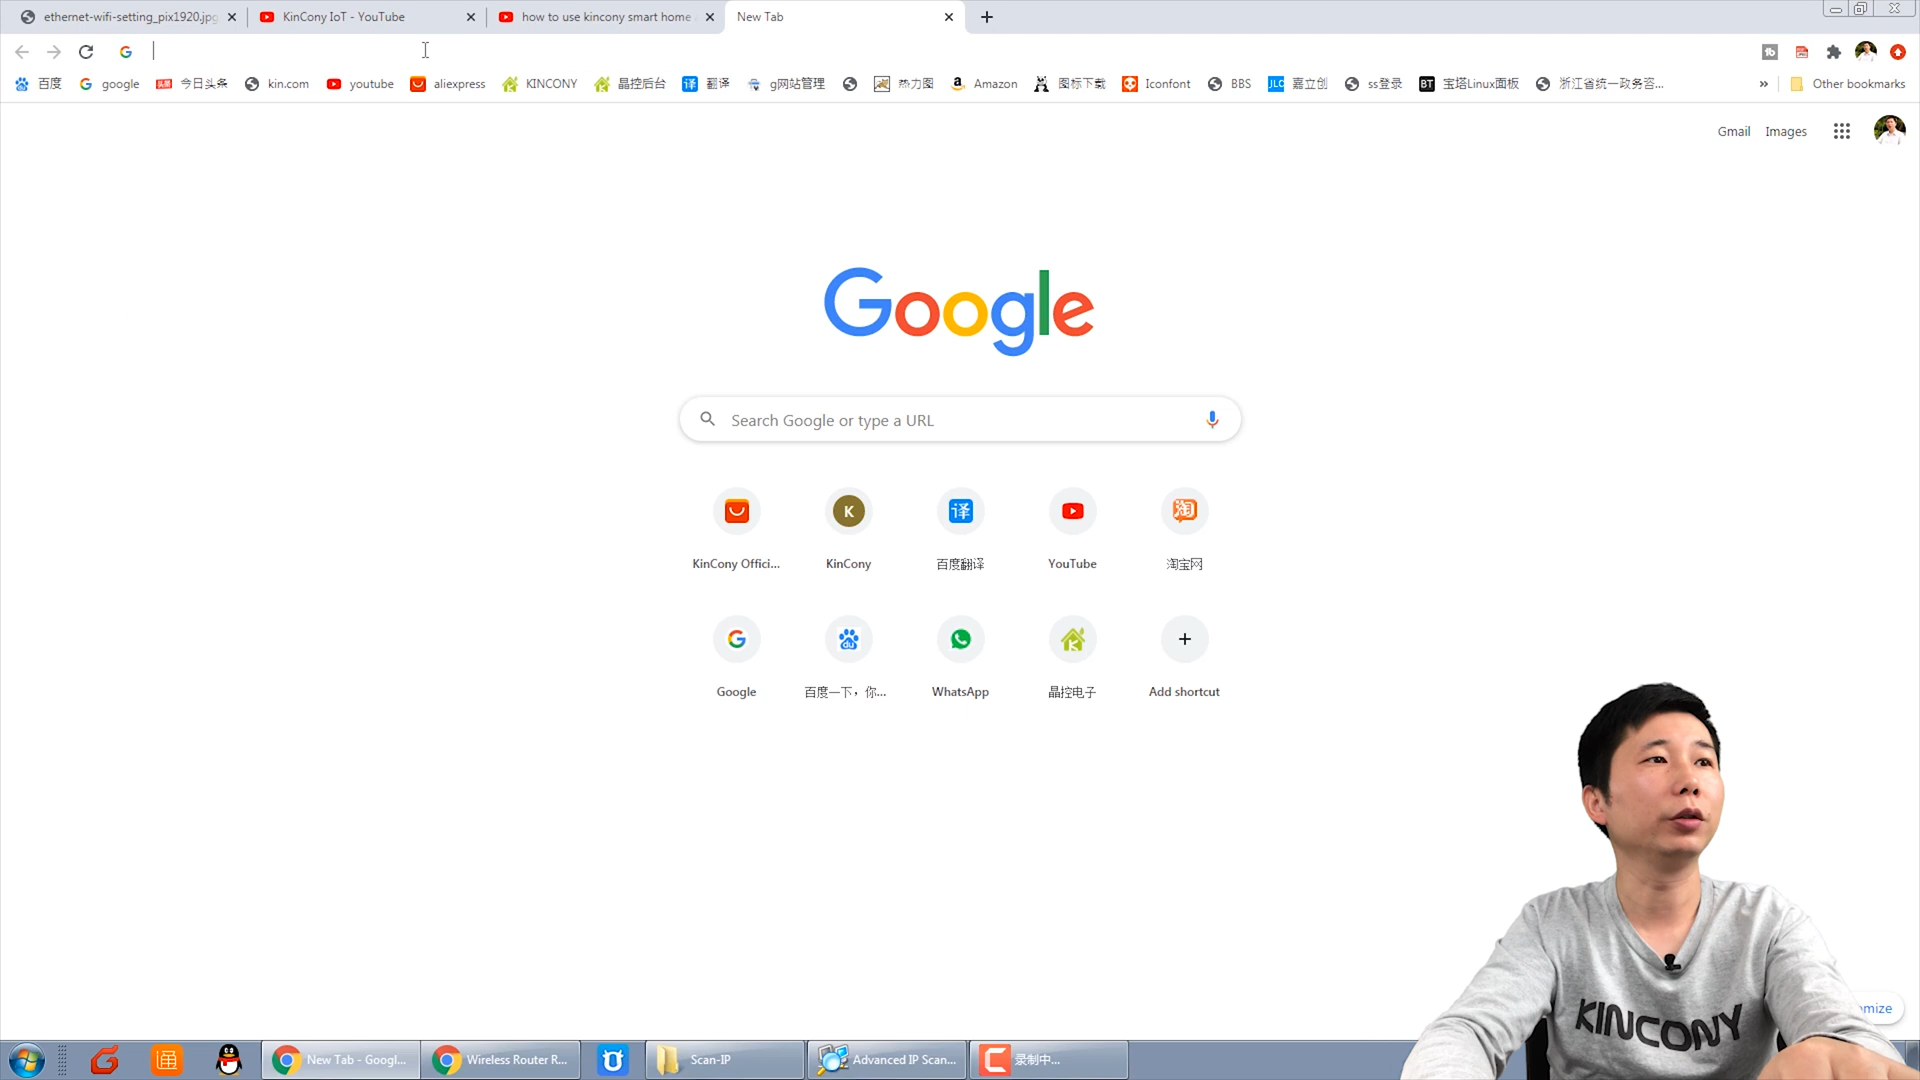 ethernet-wifi-setting_pix1920.jpg
KinCony IoT - YouTube
how to use kincony smart home
New Tab
百度
google
今日头条
kin.com
youtube
aliexpress
KINCONY
晶控后台
翻译
g网站管理
热力图
Amazon
图标下载
Iconfont
BBS
嘉立创
ss登录
宝塔Linux面板
浙江省统一政务咨...
Other bookmarks
Gmail
Images
Google
Search Google or type a URL
KinCony Offici...
KinCony
百度翻译
YouTube
淘宝网
Google
百度一下，你...
WhatsApp
晶控电子
Add shortcut
KINCONY
mize
New Tab - Googl...
Wireless Router R...
Scan-IP
Advanced IP Scan...
录制中...